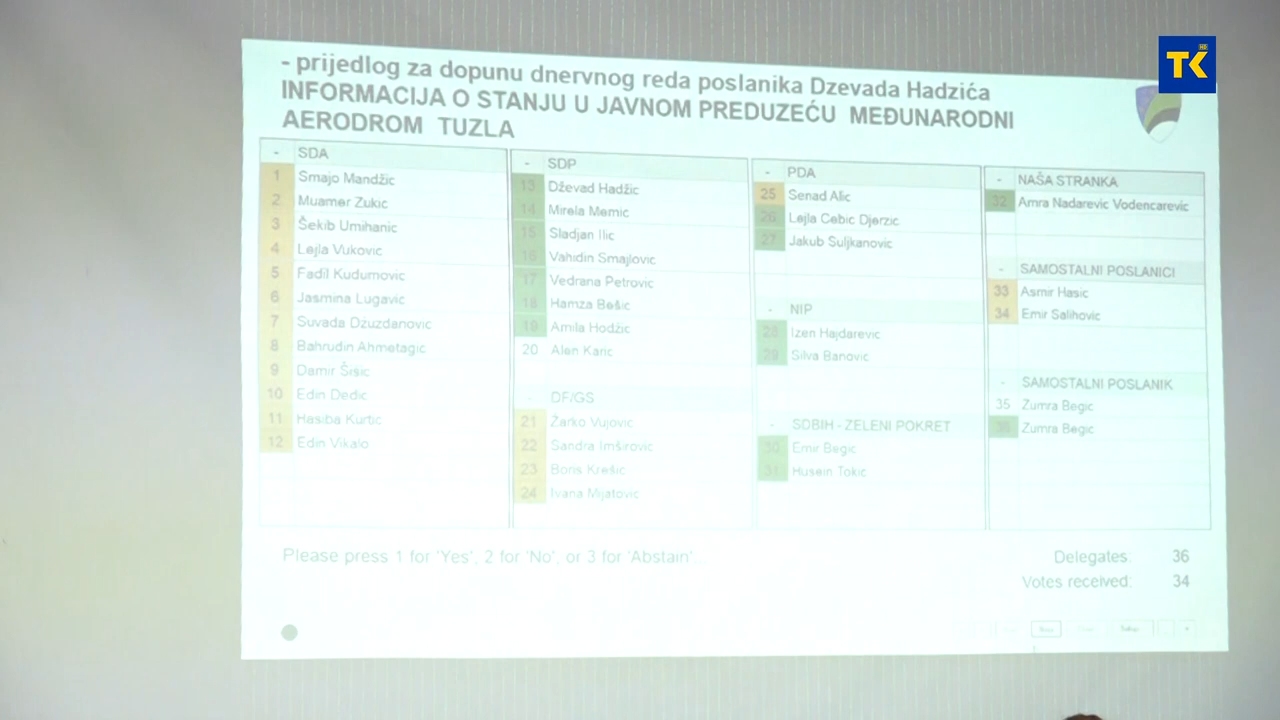 TK HD
- prijedlog za dopunu dnervnog reda poslanika Dzevada Hadzića
INFORMACIJA O STANJU U JAVNOM PREDUZEĆU MEĐUNARODNI
AERODROM TUZLA
- SDA
1 Smajo Mandžic
2 Muamer Zukic
3 Šekib Umihanic
4 Lejla Vukovic
5 Fadil Kudumovic
6 Jasmina Lugavic
7 Suvada Džuzdanovic
8 Bahrudin Ahmetagic
9 Damir Šisic
10 Edin Dedic
11 Hasiba Kurtic
12 Edin Vikalo
- SDP
13 Dževad Hadžic
14 Mirela Memic
15 Sladjan Ilic
16 Vahidin Smajlovic
17 Vedrana Petrovic
18 Hamza Bešic
19 Amila Hodžic
20 Alen Karic
- DF/GS
21 Žarko Vujovic
22 Sandra Imširovic
23 Boris Krešic
24 Ivana Mijatovic
- PDA
25 Senad Alic
26 Lejla Cebic Djerzic
27 Jakub Suljkanovic
- NIP
28 Izen Hajdarevic
29 Silva Banovic
- SDBIH - ZELENI POKRET
30 Emir Begic
31 Husein Tokic
- NAŠA STRANKA
32 Amra Nadarevic Vodencarevic
- SAMOSTALNI POSLANICI
33 Asmir Hasic
34 Emir Salihovic
- SAMOSTALNI POSLANIK
35 Zumra Begic
Zumra Begic
Please press 1 for 'Yes', 2 for 'No', or 3 for 'Abstain'...
Delegates: 36
Votes received: 34